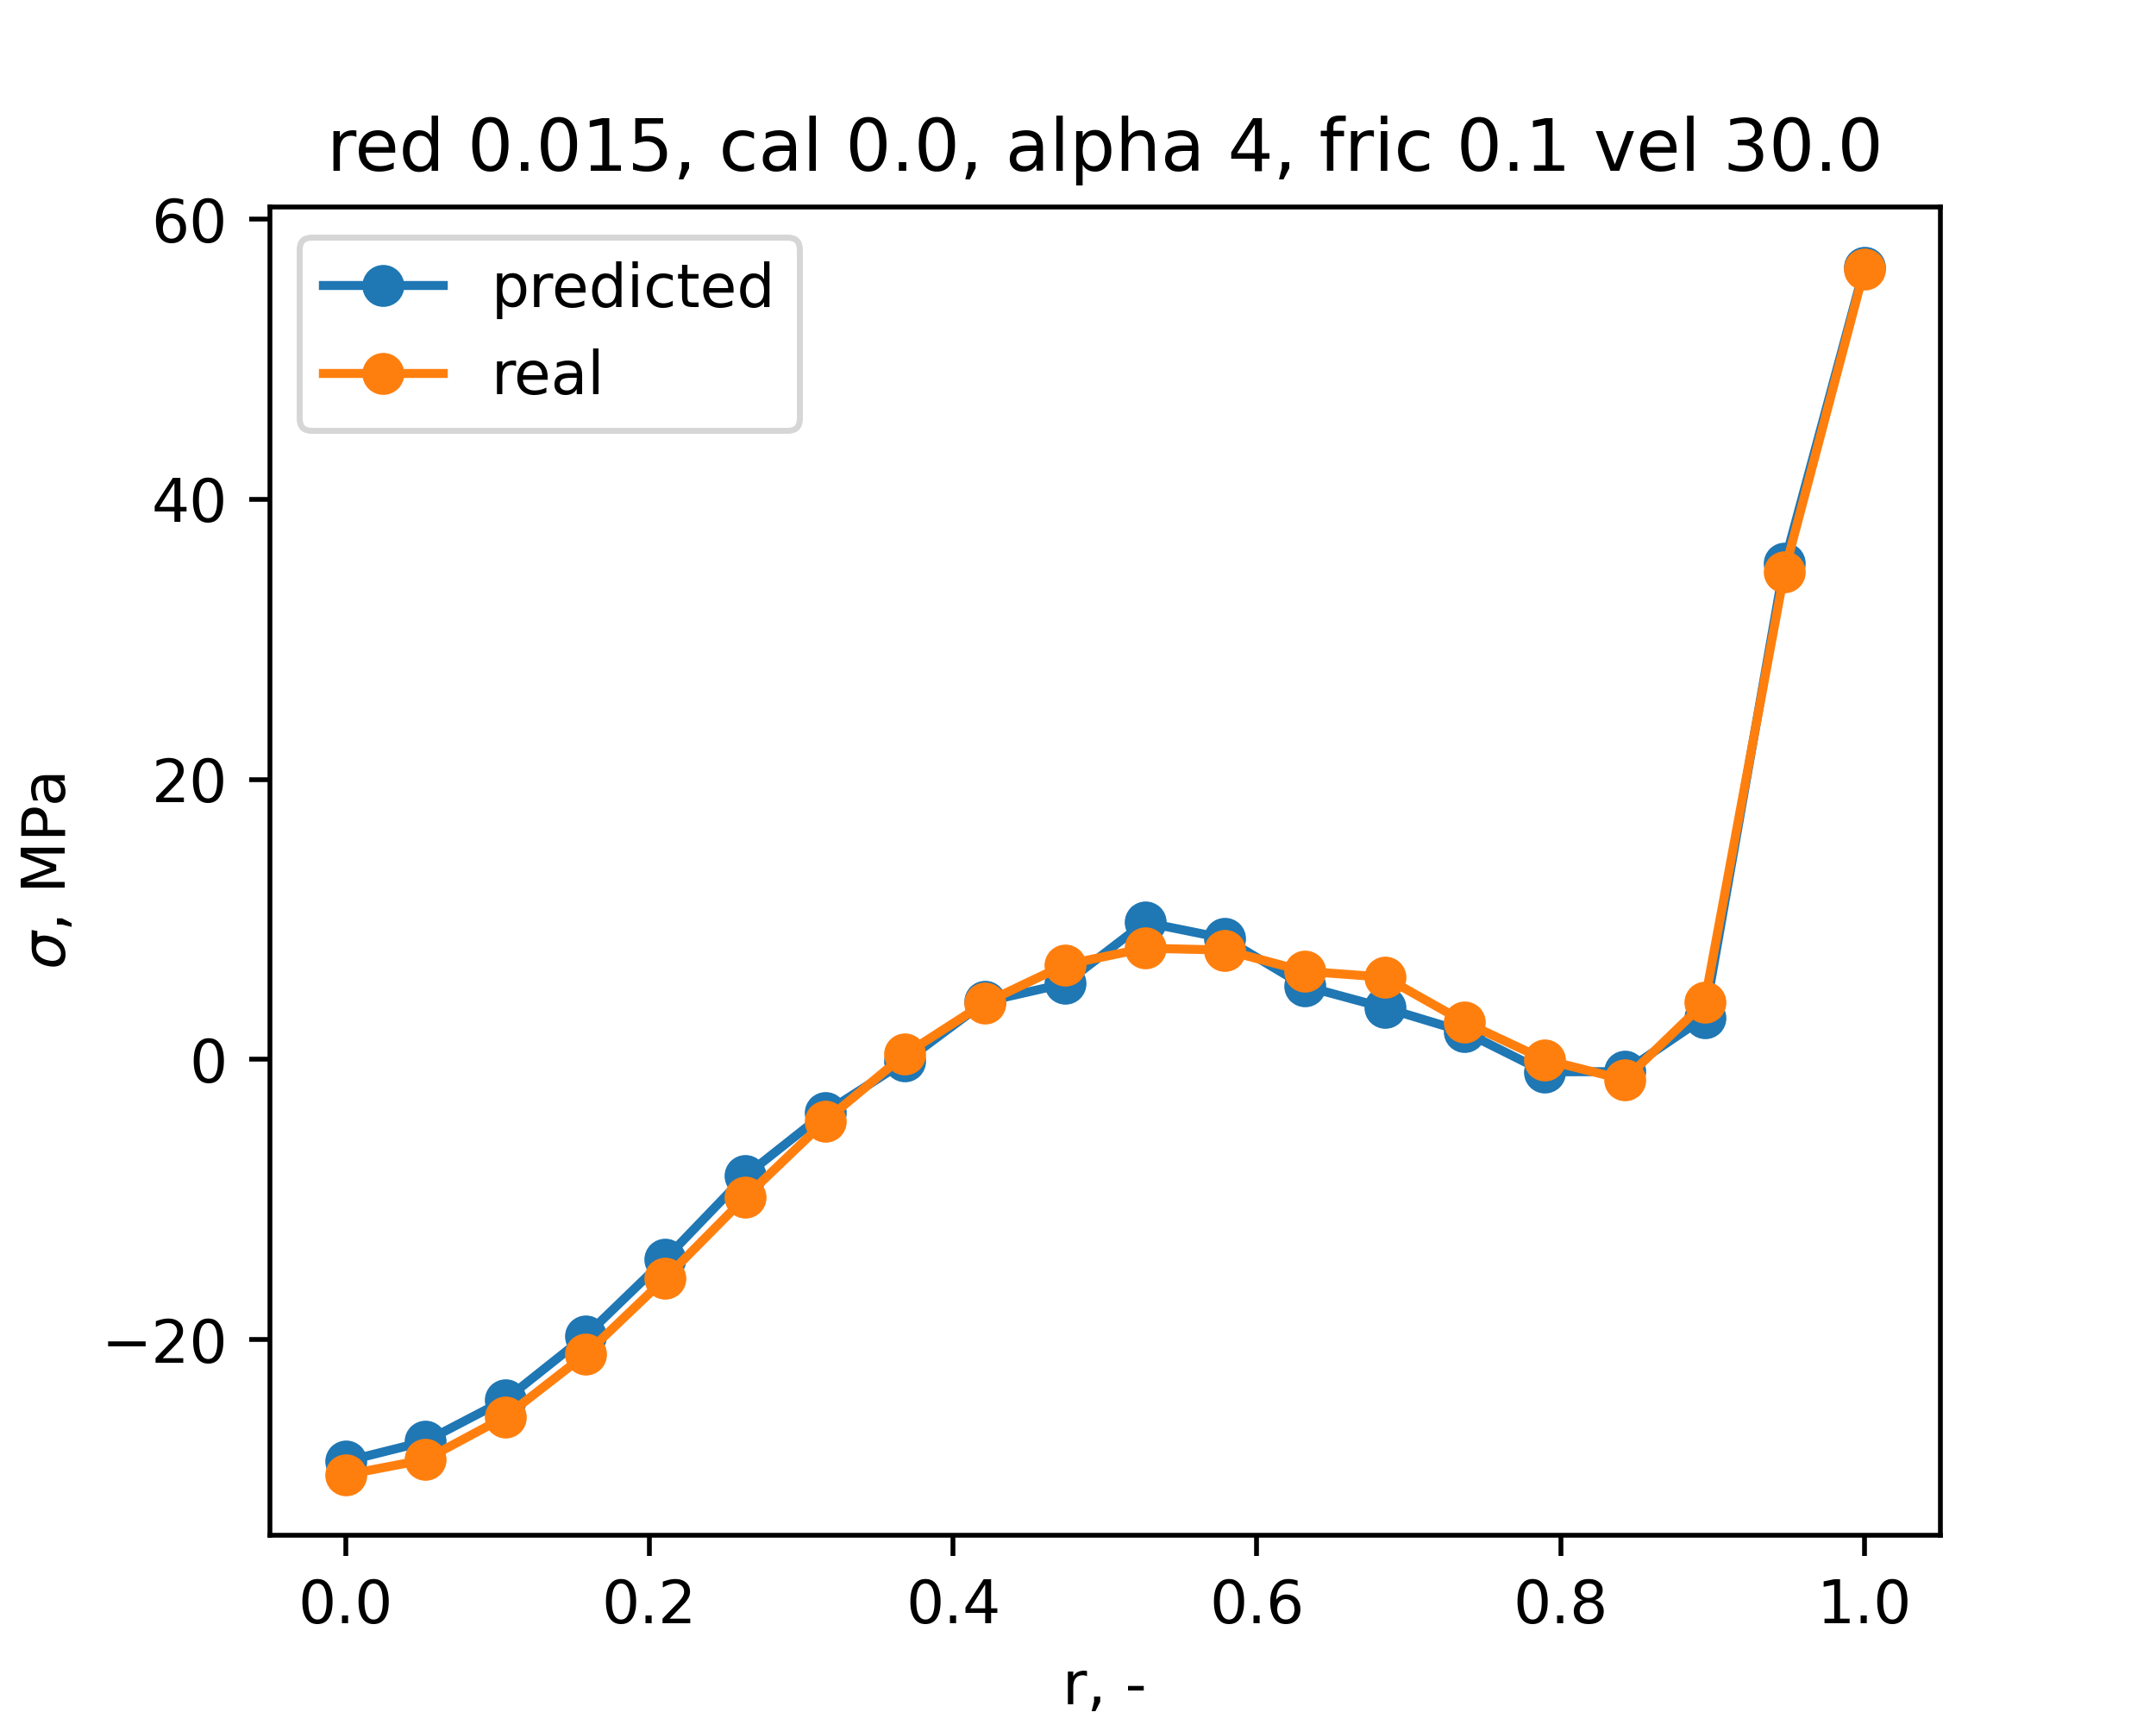 red 0.015, cal 0.0, alpha 4, fric 0.1 vel 30.0
predicted
real
60
40
20
0
−20
σ, MPa
0.0 0.2 0.4 0.6 0.8 1.0
r, -